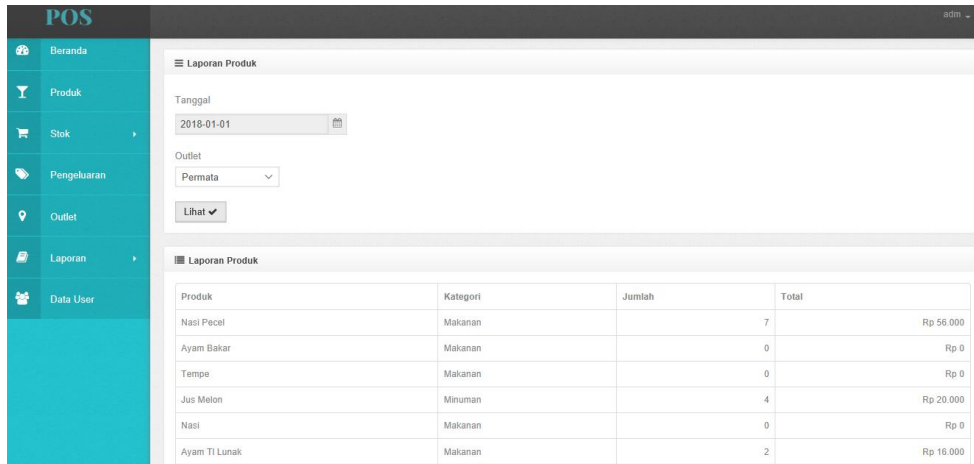 POS
adm
Beranda
Produk
Stok
Pengeluaran
Outlet
Laporan
Data User
Laporan Produk
Tanggal
2018-01-01
Outlet
Permata
Lihat
Laporan Produk
Produk Kategori Jumlah Total
Nasi Pecel Makanan 7 Rp 56.000
Ayam Bakar Makanan 0 Rp 0
Tempe Makanan 0 Rp 0
Jus Melon Minuman 4 Rp 20.000
Nasi Makanan 0 Rp 0
Ayam Tl Lunak Makanan 2 Rp 16.000